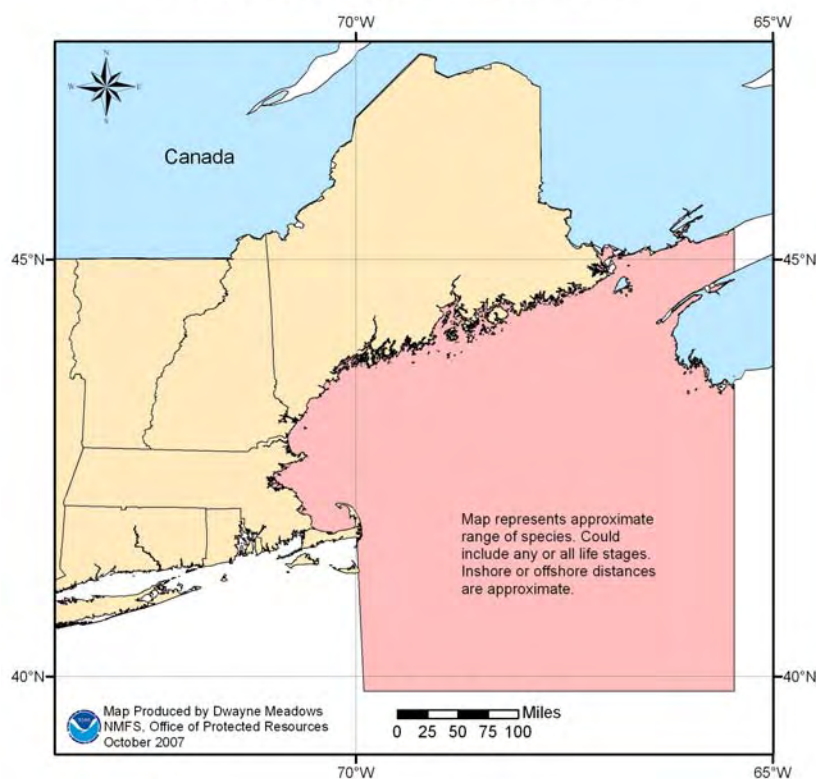 70°W
65°W
N
W
E
S
Canada
45°N
45°N
Map represents approximate
range of species. Could
include any or all life stages.
Inshore or offshore distances
are approximate.
40°N
40°N
Map Produced by Dwayne Meadows
NMFS, Office of Protected Resources
October 2007
Miles
0 25 50 75 100
70°W
65°W